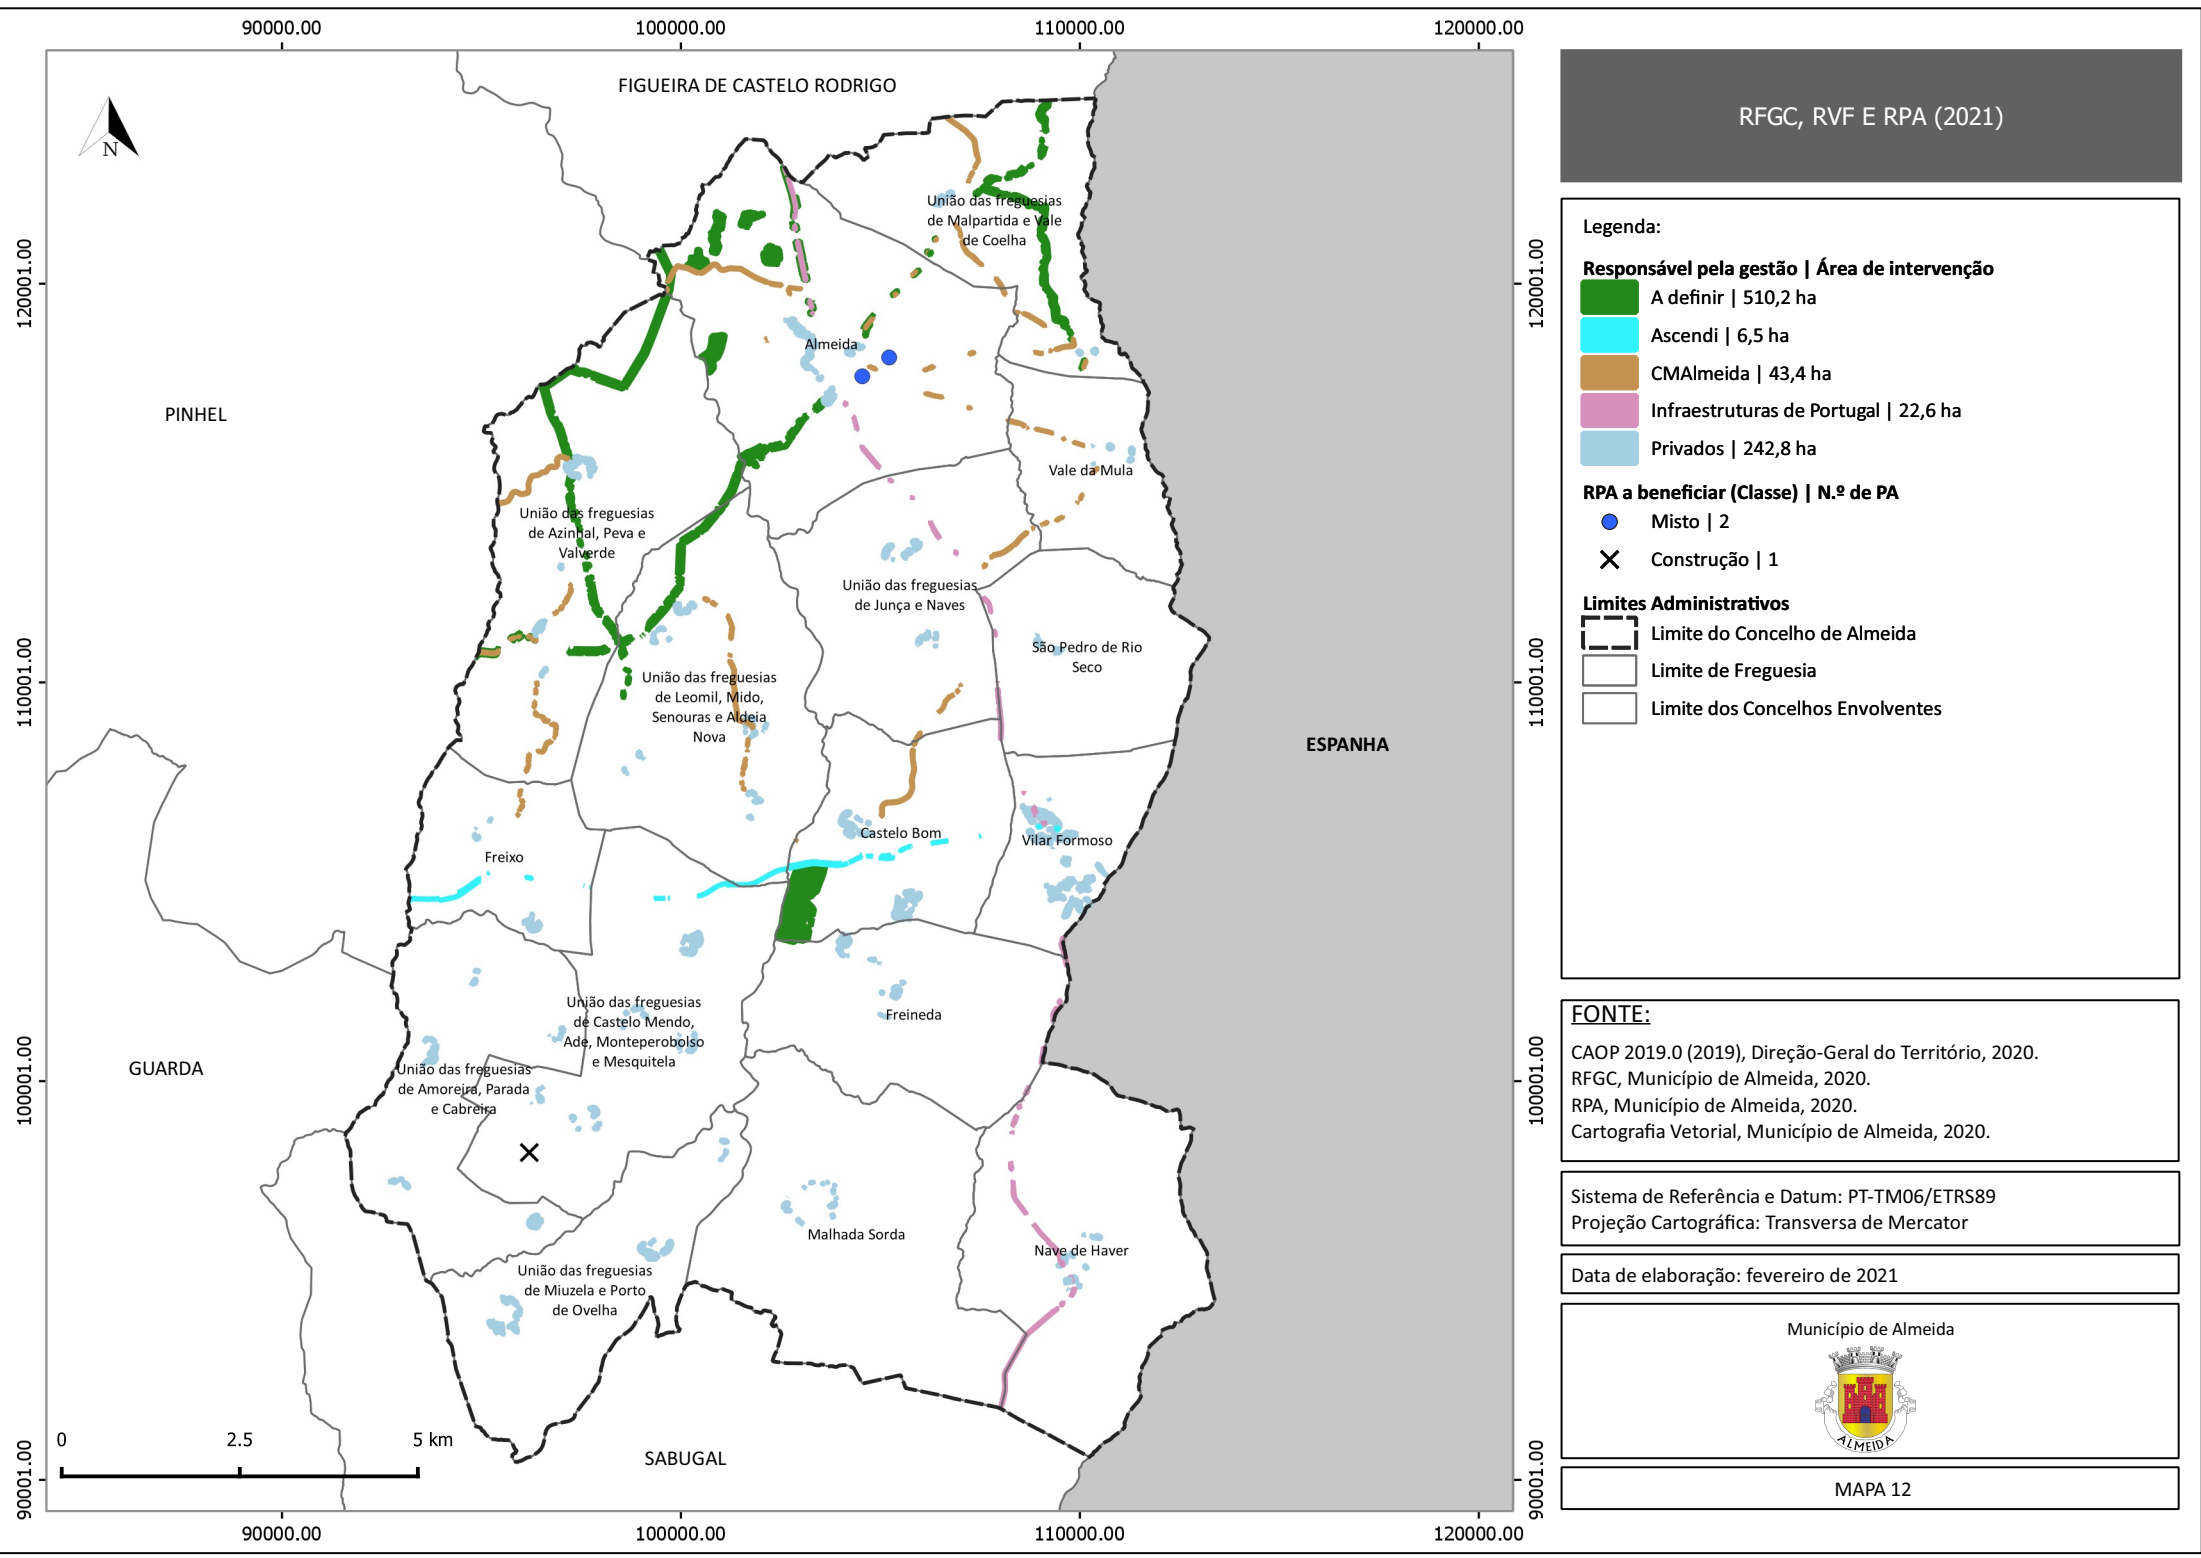 90000.00 100000.00 110000.00 120000.00
FIGUEIRA DE CASTELO RODRIGO
N
União das freguesias
de Malpartida e Vale
de Coelha
120001.00 120001.00
Almeida
PINHEL
Vale da Mula
União das freguesias
de Azinhal, Peva e
Valverde
União das freguesias
de Junça e Naves
São Pedro de Rio
Seco
110001.00 110001.00
União das freguesias
de Leomil, Mido,
Senouras e Aldeia
Nova
ESPANHA
Castelo Bom
Vilar Formoso
Freixo
União das freguesias
de Castelo Mendo,
Ade, Monteperobolso
e Mesquitela
Freineda
GUARDA
União das freguesias
de Amoreira, Parada
e Cabreira
100001.00 100001.00
Malhada Sorda
Nave de Haver
União das freguesias
de Miuzela e Porto
de Ovelha
0 2.5 5 km
SABUGAL
90001.00 90001.00
90000.00 100000.00 110000.00 120000.00
RFGC, RVF E RPA (2021)
Legenda:
Responsável pela gestão | Área de intervenção
A definir | 510,2 ha
Ascendi | 6,5 ha
CMAlmeida | 43,4 ha
Infraestruturas de Portugal | 22,6 ha
Privados | 242,8 ha
RPA a beneficiar (Classe) | N.º de PA
Misto | 2
Construção | 1
Limites Administrativos
Limite do Concelho de Almeida
Limite de Freguesia
Limite dos Concelhos Envolventes
FONTE:
CAOP 2019.0 (2019), Direção-Geral do Território, 2020.
RFGC, Município de Almeida, 2020.
RPA, Município de Almeida, 2020.
Cartografia Vetorial, Município de Almeida, 2020.
Sistema de Referência e Datum: PT-TM06/ETRS89
Projeção Cartográfica: Transversa de Mercator
Data de elaboração: fevereiro de 2021
Município de Almeida
ALMEIDA
MAPA 12